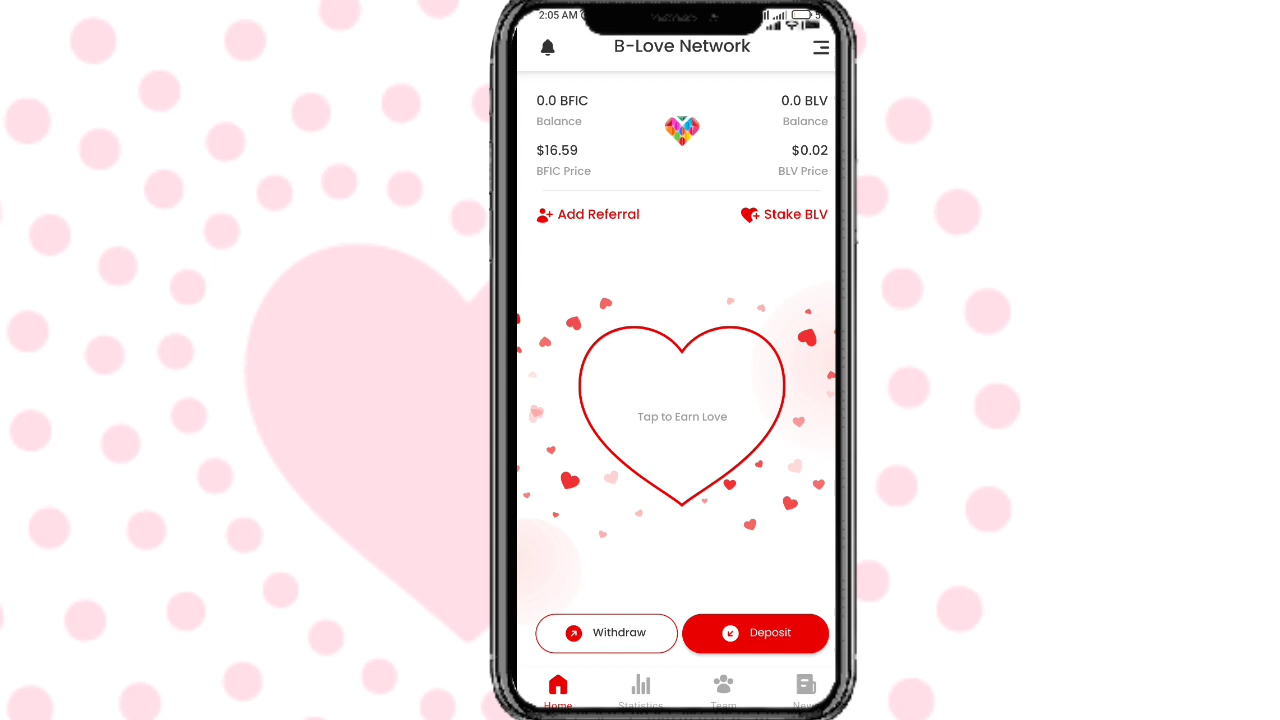 2:05 AM
B-Love Network
0.0 BFIC
0.0 BLV
Balance
Balance
$16.59
$0.02
BFIC Price
BLV Price
Add Referral
Stake BLV
Tap to Earn Love
Withdraw
Deposit
Home
Statistics
Team